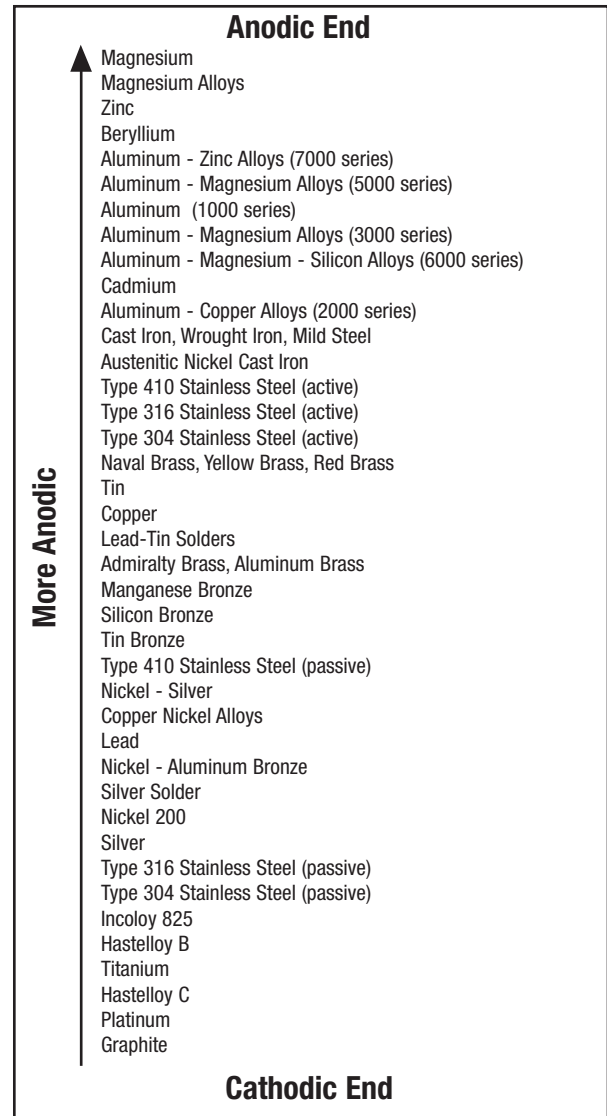 Anodic End
Magnesium
Magnesium Alloys
Zinc
Beryllium
Aluminum - Zinc Alloys (7000 series)
Aluminum - Magnesium Alloys (5000 series)
Aluminum (1000 series)
Aluminum - Magnesium Alloys (3000 series)
Aluminum - Magnesium - Silicon Alloys (6000 series)
Cadmium
Aluminum - Copper Alloys (2000 series)
Cast Iron, Wrought Iron, Mild Steel
Austenitic Nickel Cast Iron
Type 410 Stainless Steel (active)
Type 316 Stainless Steel (active)
Type 304 Stainless Steel (active)
Naval Brass, Yellow Brass, Red Brass
Tin
Copper
Lead-Tin Solders
Admiralty Brass, Aluminum Brass
Manganese Bronze
Silicon Bronze
Tin Bronze
Type 410 Stainless Steel (passive)
Nickel - Silver
Copper Nickel Alloys
Lead
Nickel - Aluminum Bronze
Silver Solder
Nickel 200
Silver
Type 316 Stainless Steel (passive)
Type 304 Stainless Steel (passive)
Incoloy 825
Hastelloy B
Titanium
Hastelloy C
Platinum
Graphite
More Anodic
Cathodic End